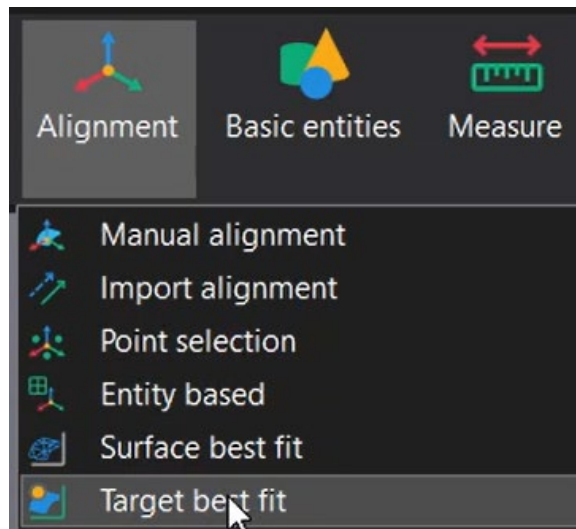 Alignment Basic entities Measure
Manual alignment
Import alignment
Point selection
Entity based
Surface best fit
Target best fit